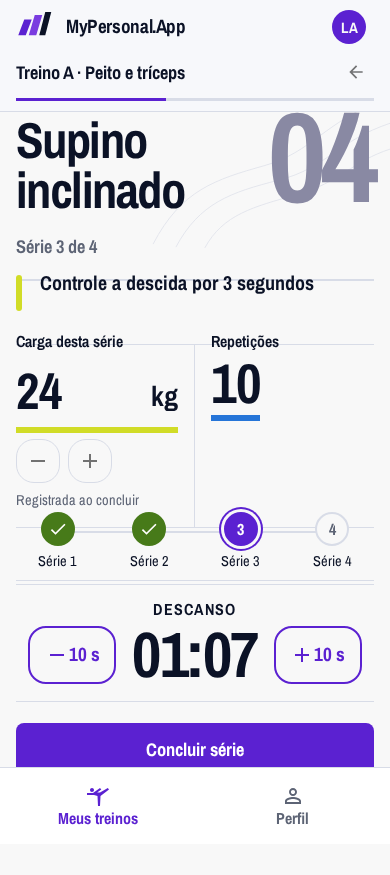 MyPersonal.App
LA
Treino A · Peito e tríceps
Supino
inclinado
04
Série 3 de 4
Controle a descida por 3 segundos
Carga desta série
Repetições
24 kg
10
Registrada ao concluir
3
4
Série 1
Série 2
Série 3
Série 4
DESCANSO
− 10 s
01:07
+ 10 s
Concluir série
Meus treinos
Perfil